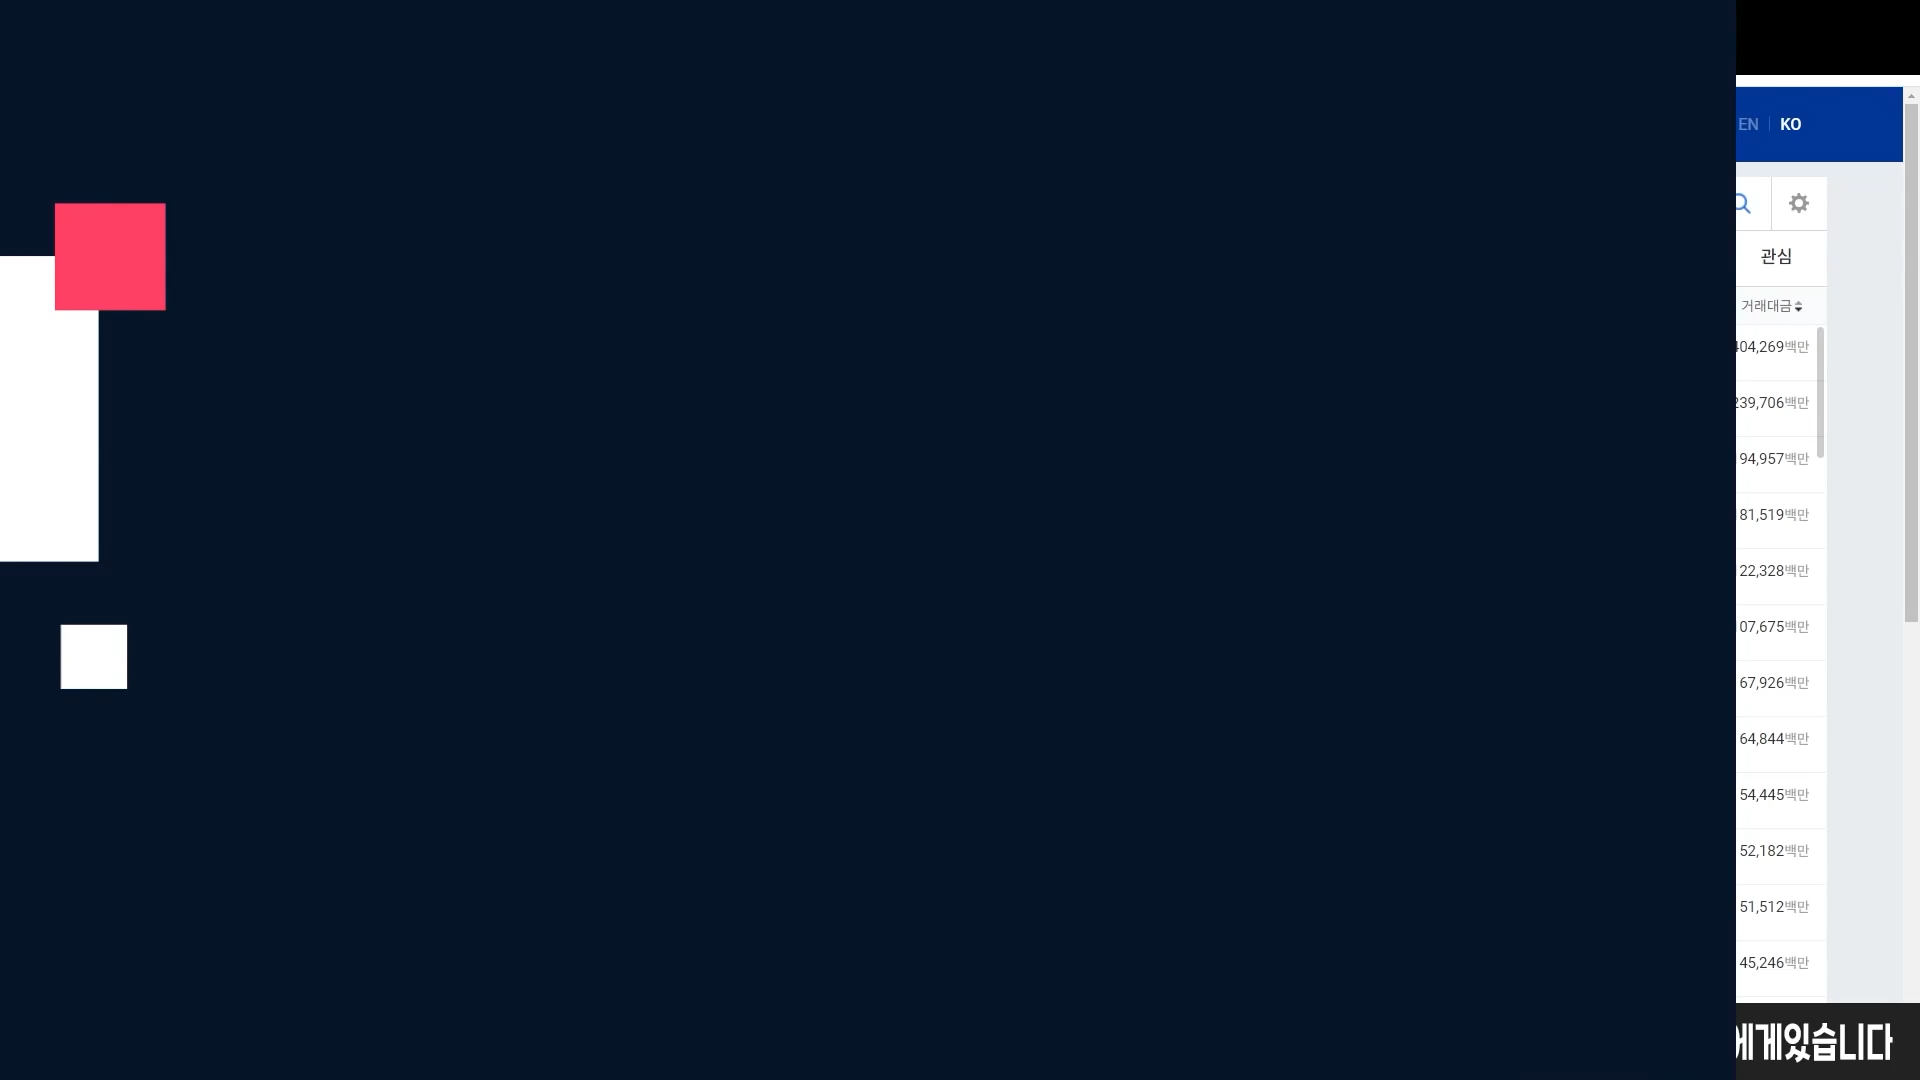 EN | KO
관심
거래대금
404,269백만
239,706백만
94,957백만
81,519백만
22,328백만
07,675백만
67,926백만
64,844백만
54,445백만
52,182백만
51,512백만
45,246백만
에게있습니다